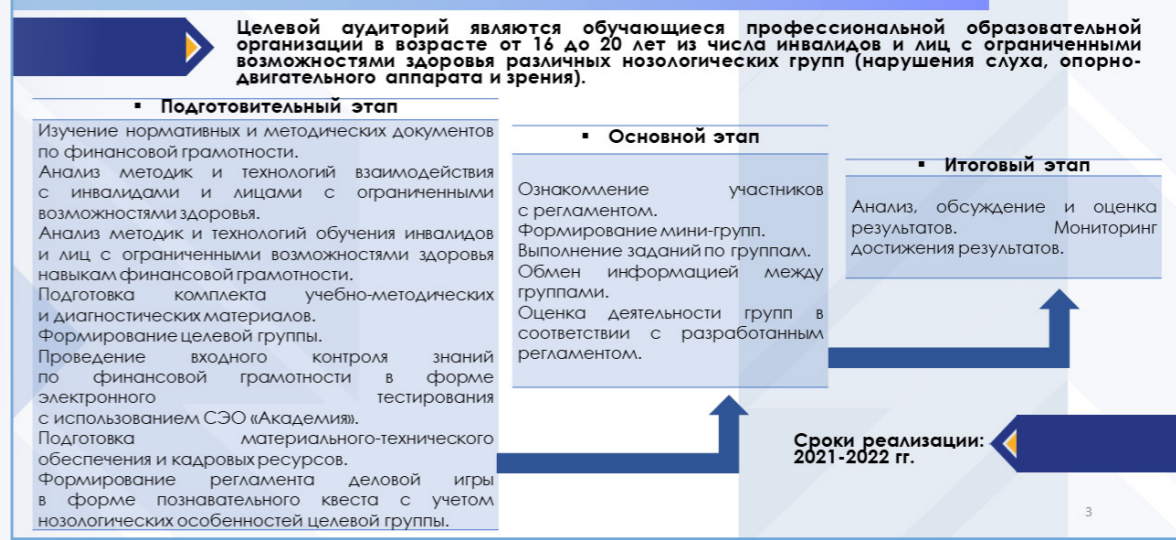 Целевой аудиторий являются обучающиеся профессиональной образовательной
организации в возрасте от 16 до 20 лет из числа инвалидов и лиц с ограниченными
возможностями здоровья различных нозологических групп (нарушения слуха, опорно-
двигательного аппарата и зрения).
▪ Подготовительный этап
Изучение нормативных и методических документов
по финансовой грамотности.
Анализ методик и технологий взаимодействия
с инвалидами и лицами с ограниченными
возможностями здоровья.
Анализ методик и технологий обучения инвалидов
и лиц с ограниченными возможностями здоровья
навыкам финансовой грамотности.
Подготовка комплекта учебно-методических
и диагностических материалов.
Формирование целевой группы.
Проведение входного контроля знаний
по финансовой грамотности в форме
электронного тестирования
с использованием СЭО «Академия».
Подготовка материального-технического
обеспечения и кадровых ресурсов.
Формирование регламента деловой игры
в форме познавательного квеста с учетом
нозологических особенностей целевой группы.
▪ Основной этап
Ознакомление участников
с регламентом.
Формирование мини-групп.
Выполнение заданий по группам.
Обмен информацией между
группами.
Оценка деятельности групп в
соответствии с разработанным
регламентом.
▪ Итоговый этап
Анализ, обсуждение и оценка
результатов. Мониторинг
достижения результатов.
Сроки реализации:
2021-2022 гг.
3